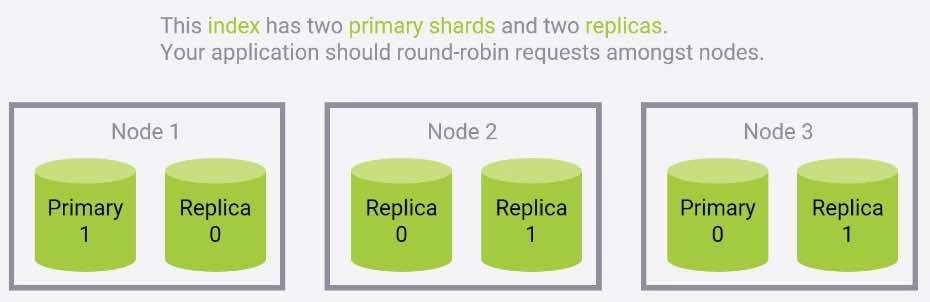 This index has two primary shards and two replicas.
Your application should round-robin requests amongst nodes.
Node 1
Primary
1
Replica
0
Node 2
Replica
0
Replica
1
Node 3
Primary
0
Replica
1